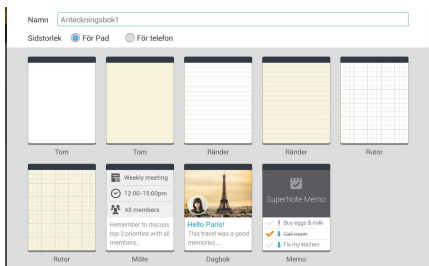 Namn Anteckningsbok1
Sidstorlek För Pad För telefon
Tom Tom Ränder Ränder Rutor
Weekly meeting
12:00-15:00pm
All members
Remember to discuss
top 3 priorities with all
members...
Hello Paris!
This travel was a good
memories...
SuperNote Memo
Buy eggs & milk
Call mom
Fix my kitchen
Rutor Möte Dagbok Memo